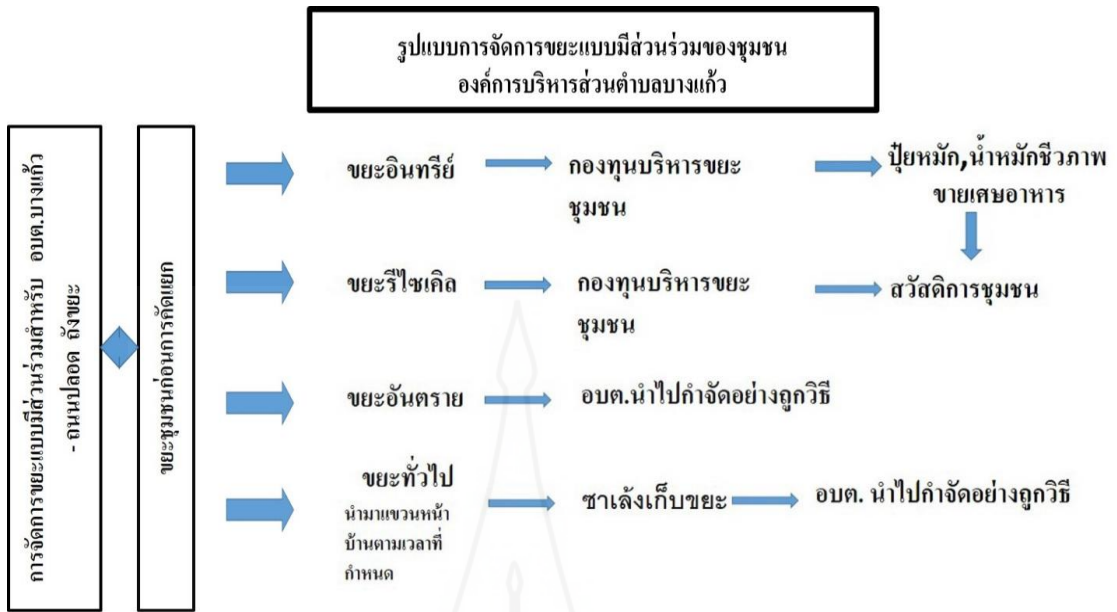 รูปแบบการจัดการขยะแบบมีส่วนร่วมของชุมชน
องค์การบริหารส่วนตำบลบางแก้ว
การจัดการขยะแบบมีส่วนร่วมสำหรับ อบต.บางแก้ว
- ถนนปลอด ถังขยะ
ขยะชุมชนก่อนการคัดแยก
ขยะอินทรีย์
กองทุนบริหารขยะ
ชุมชน
ปุ๋ยหมัก,น้ำหมักชีวภาพ
ขายเศษอาหาร
ขยะรีไซเคิล
กองทุนบริหารขยะ
ชุมชน
สวัสดิการชุมชน
ขยะอันตราย
อบต.นำไปกำจัดอย่างถูกวิธี
ขยะทั่วไป
นำมาแขวนหน้า
บ้านตามเวลาที่
กำหนด
ซาเล้งเก็บขยะ
อบต. นำไปกำจัดอย่างถูกวิธี